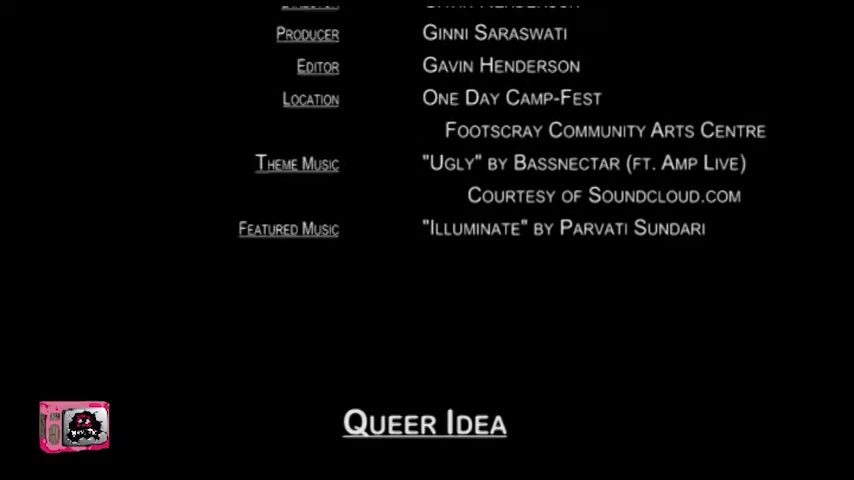 Producer Ginni Saraswati
Editor Gavin Henderson
Location One Day Camp-Fest
Footscray Community Arts Centre
Theme Music "Ugly" by Bassnectar (ft. Amp Live)
Courtesy of Soundcloud.com
Featured Music "Illuminate" by Parvati Sundari
Queer Idea